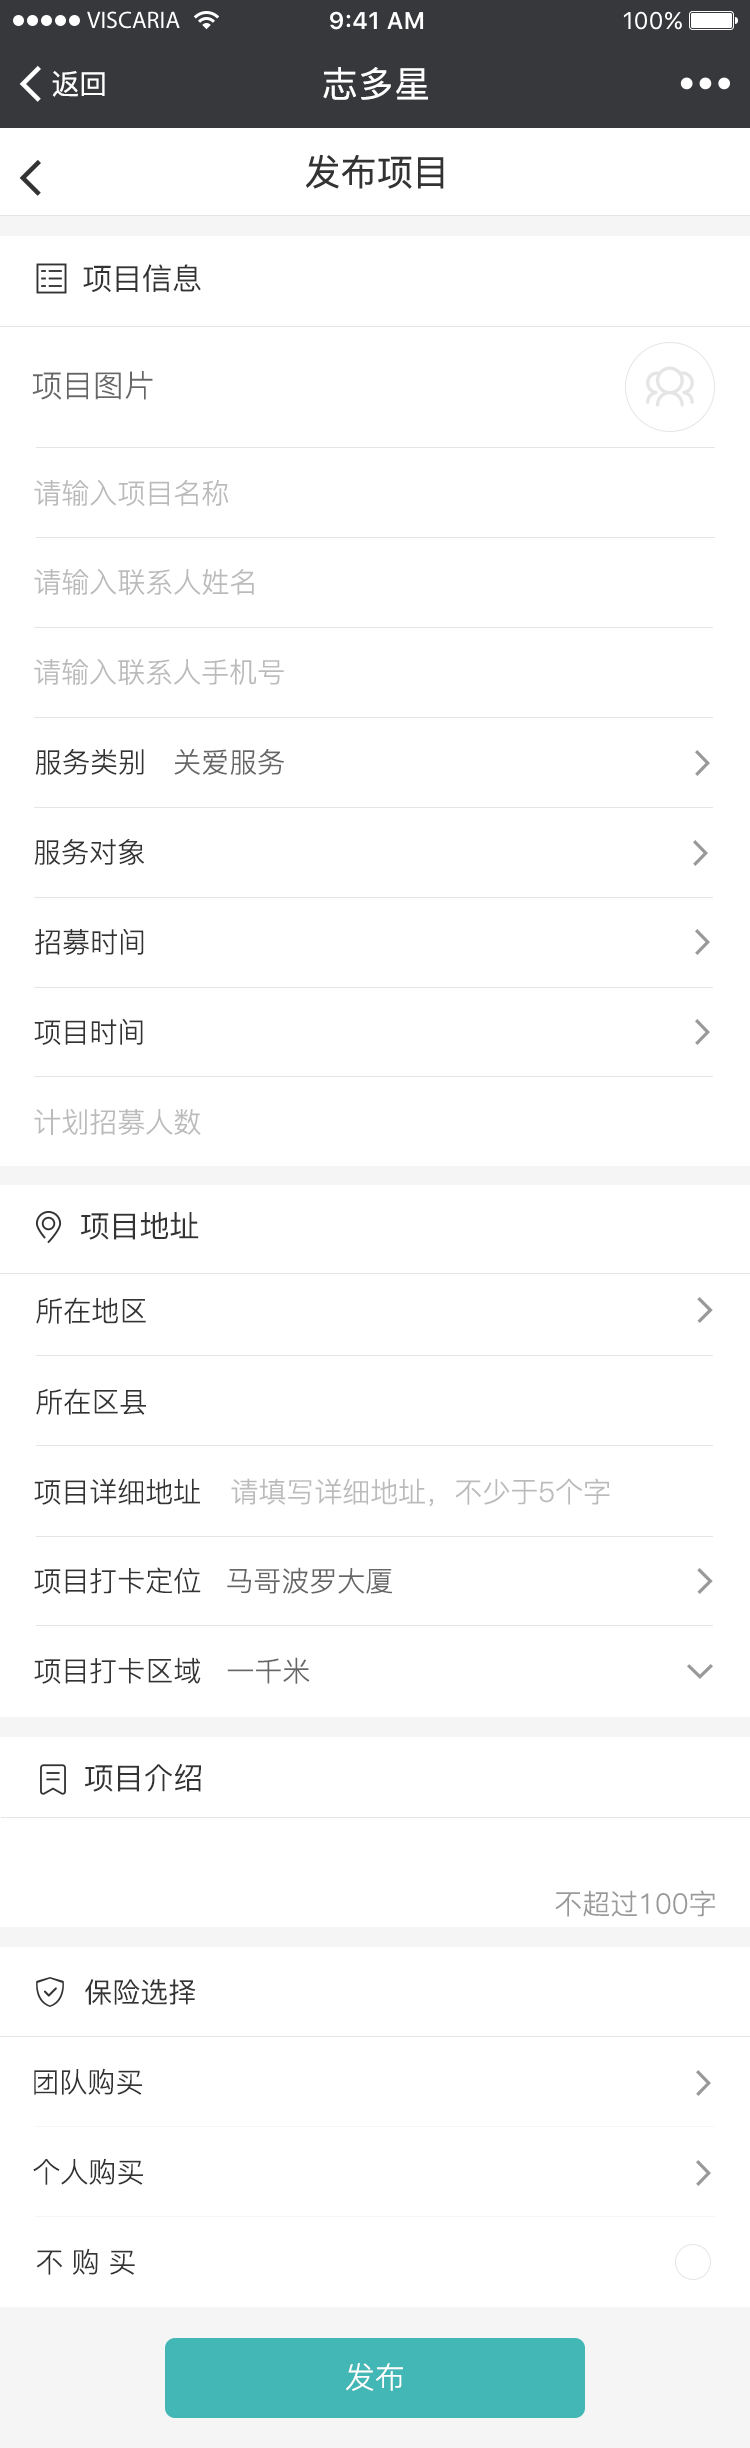 VISCARIA 9:41 AM 100%
返回 志多星
发布项目
项目信息
项目图片
请输入项目名称
请输入联系人姓名
请输入联系人手机号
服务类别 关爱服务
服务对象
招募时间
项目时间
计划招募人数
项目地址
所在地区
所在区县
项目详细地址 请填写详细地址，不少于5个字
项目打卡定位 马哥波罗大厦
项目打卡区域 一千米
项目介绍
不超过100字
保险选择
团队购买
个人购买
不 购 买
发布